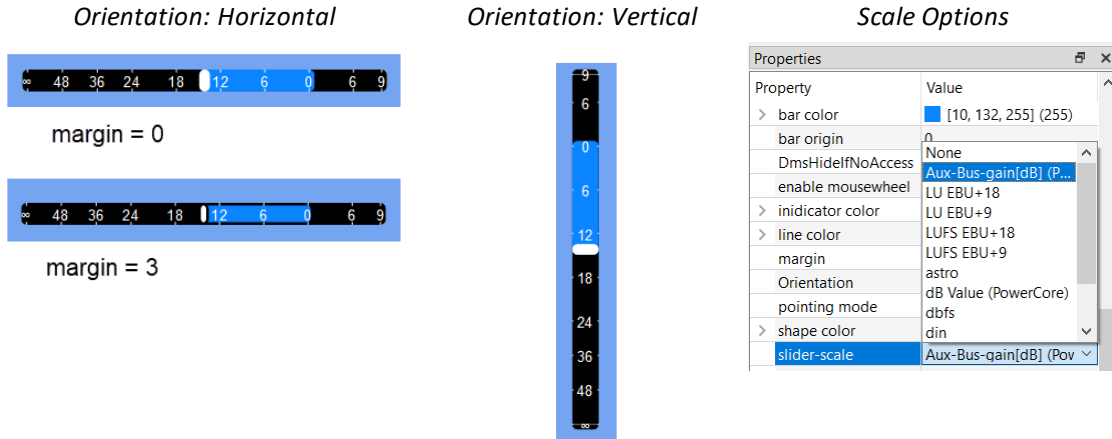 Orientation: Horizontal
Orientation: Vertical
Scale Options
∞ 48 36 24 18 12 6 0 6 9
margin = 0
∞ 48 36 24 18 12 6 0 6 9
margin = 3
9
6
0
6
12
18
24
36
48
∞
Properties
Property Value
bar color [10, 132, 255] (255)
bar origin 0
DmsHideIfNoAccess
enable mousewheel
inidicator color
line color
margin
Orientation
pointing mode
shape color
slider-scale Aux-Bus-gain[dB] (Pov
None
Aux-Bus-gain[dB] (P...
LU EBU+18
LU EBU+9
LUFS EBU+18
LUFS EBU+9
astro
dB Value (PowerCore)
dbfs
din